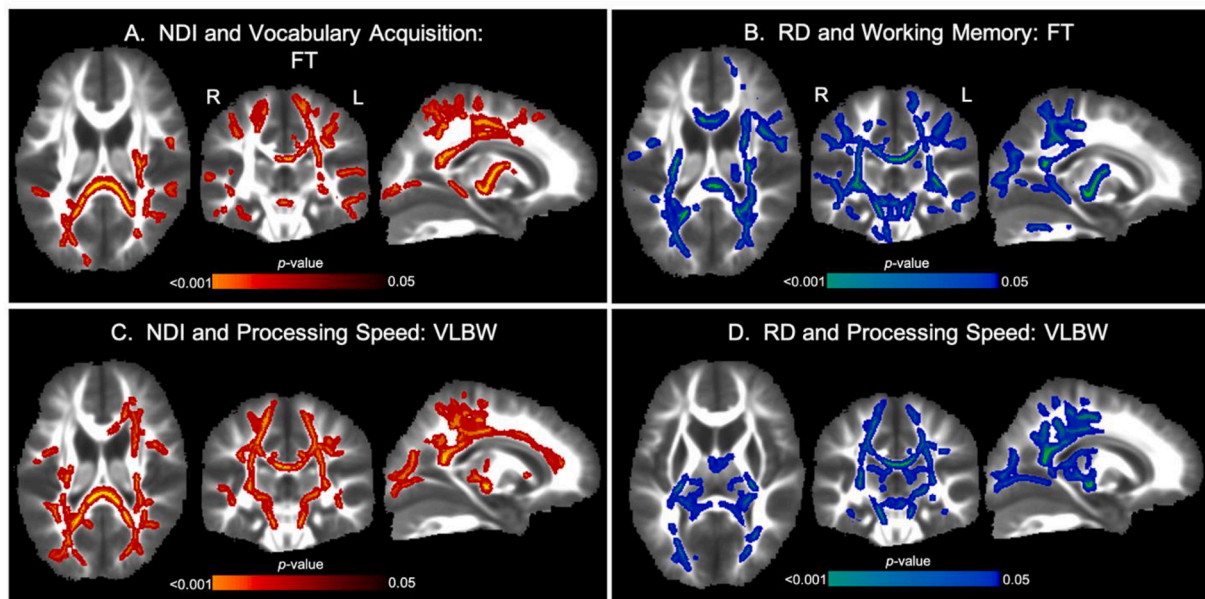 A. NDI and Vocabulary Acquisition:
FT
R
L
p-value
<0.001
0.05
B. RD and Working Memory: FT
R
L
p-value
<0.001
0.05
C. NDI and Processing Speed: VLBW
p-value
<0.001
0.05
D. RD and Processing Speed: VLBW
p-value
<0.001
0.05